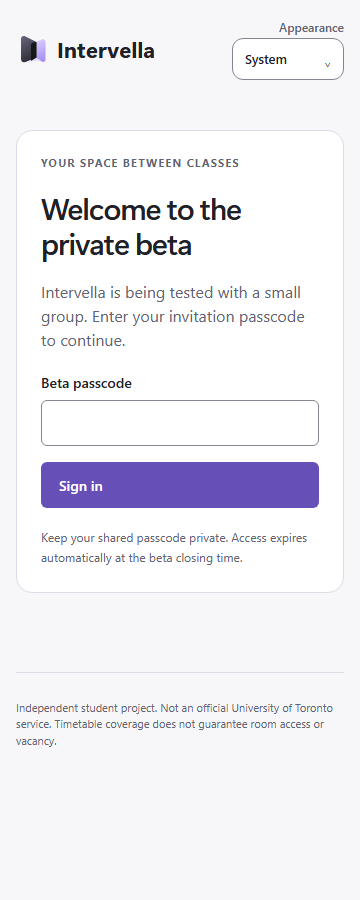 Appearance
Intervella
System
YOUR SPACE BETWEEN CLASSES
Welcome to the
private beta
Intervella is being tested with a small
group. Enter your invitation passcode
to continue.
Beta passcode
Sign in
Keep your shared passcode private. Access expires
automatically at the beta closing time.
Independent student project. Not an official University of Toronto
service. Timetable coverage does not guarantee room access or
vacancy.